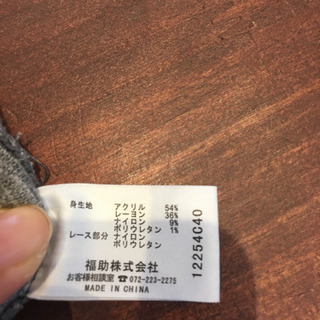 身生地 アクリル 54%
レーヨン 36%
ナイロン 9%
ポリウレタン 1%
レース部分 ナイロン
ポリウレタン
福助株式会社
お客様相談室 ☎072-223-2275
MADE IN CHINA
12254C40